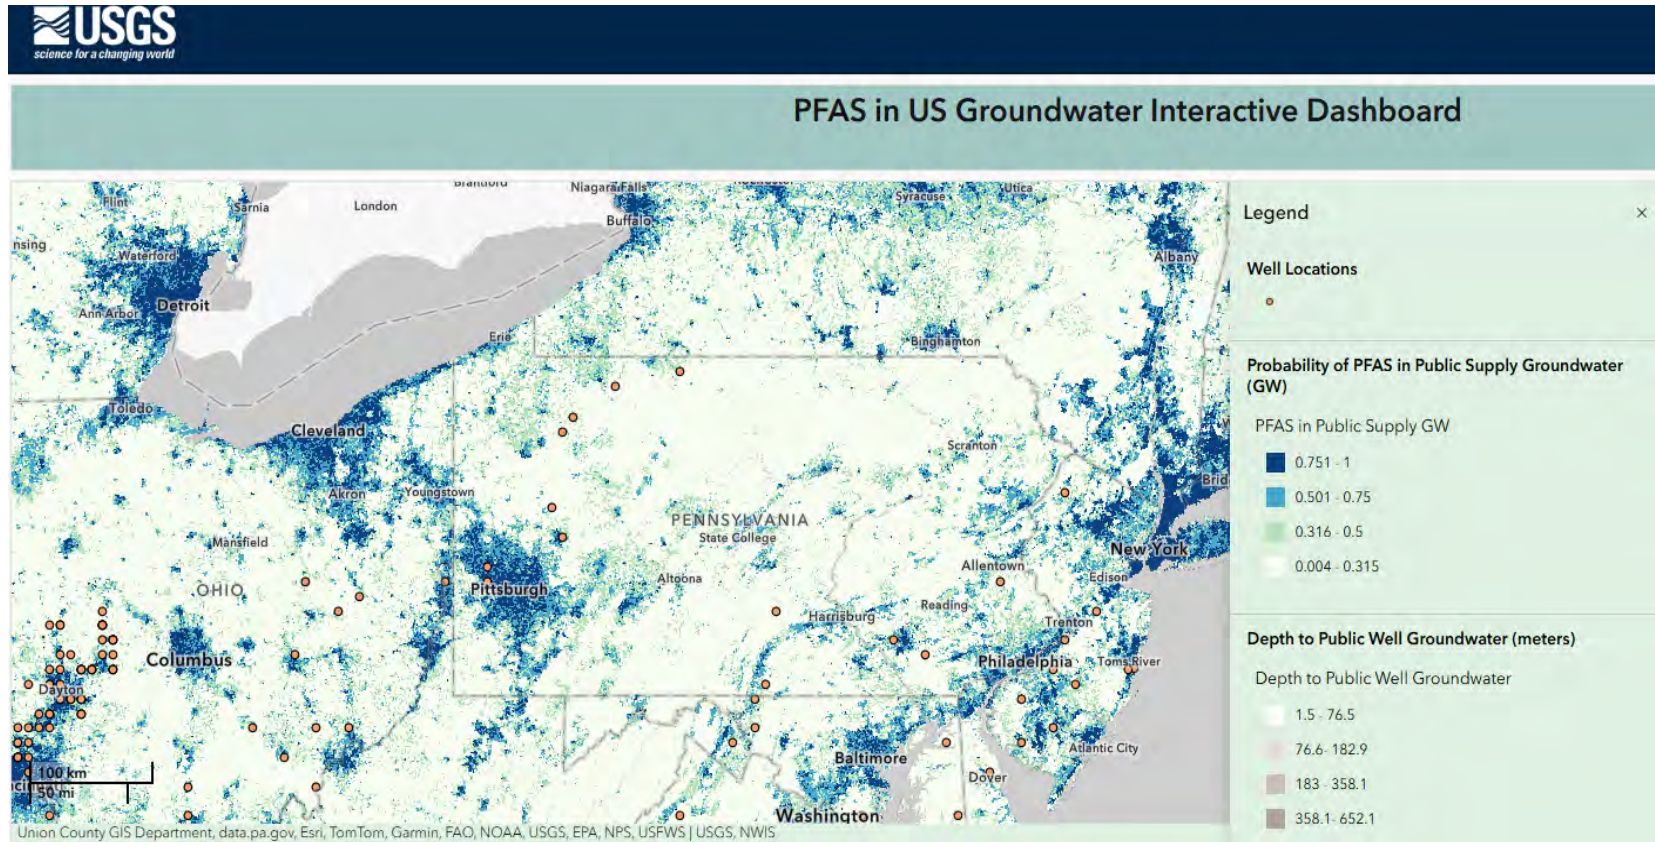 USGS
science for a changing world
PFAS in US Groundwater Interactive Dashboard
Brantford
Niagara Falls
Utica
Flint
Sarnia
London
Syracuse
Buffalo
nsing
Waterford
Albany
Detroit
Ann Arbor
Erie
Binghamton
Toledo
Cleveland
Scranton
Akron
Youngstown
Brid
PENNSYLVANIA
State College
Mansfield
New York
Allentown
Edison
OHIO
Pittsburgh
Altoona
Reading
Harrisburg
Trenton
Columbus
Philadelphia
Toms River
Dayton
Atlantic City
Baltimore
Dover
100 km
50 mi
Washington
Union County GIS Department, data.pa.gov, Esri, TomTom, Garmin, FAO, NOAA, USGS, EPA, NPS, USFWS | USGS, NWIS
Legend
×
Well Locations
Probability of PFAS in Public Supply Groundwater
(GW)
PFAS in Public Supply GW
0.751 - 1
0.501 - 0.75
0.316 - 0.5
0.004 - 0.315
Depth to Public Well Groundwater (meters)
Depth to Public Well Groundwater
1.5 - 76.5
76.6- 182.9
183 - 358.1
358.1- 652.1